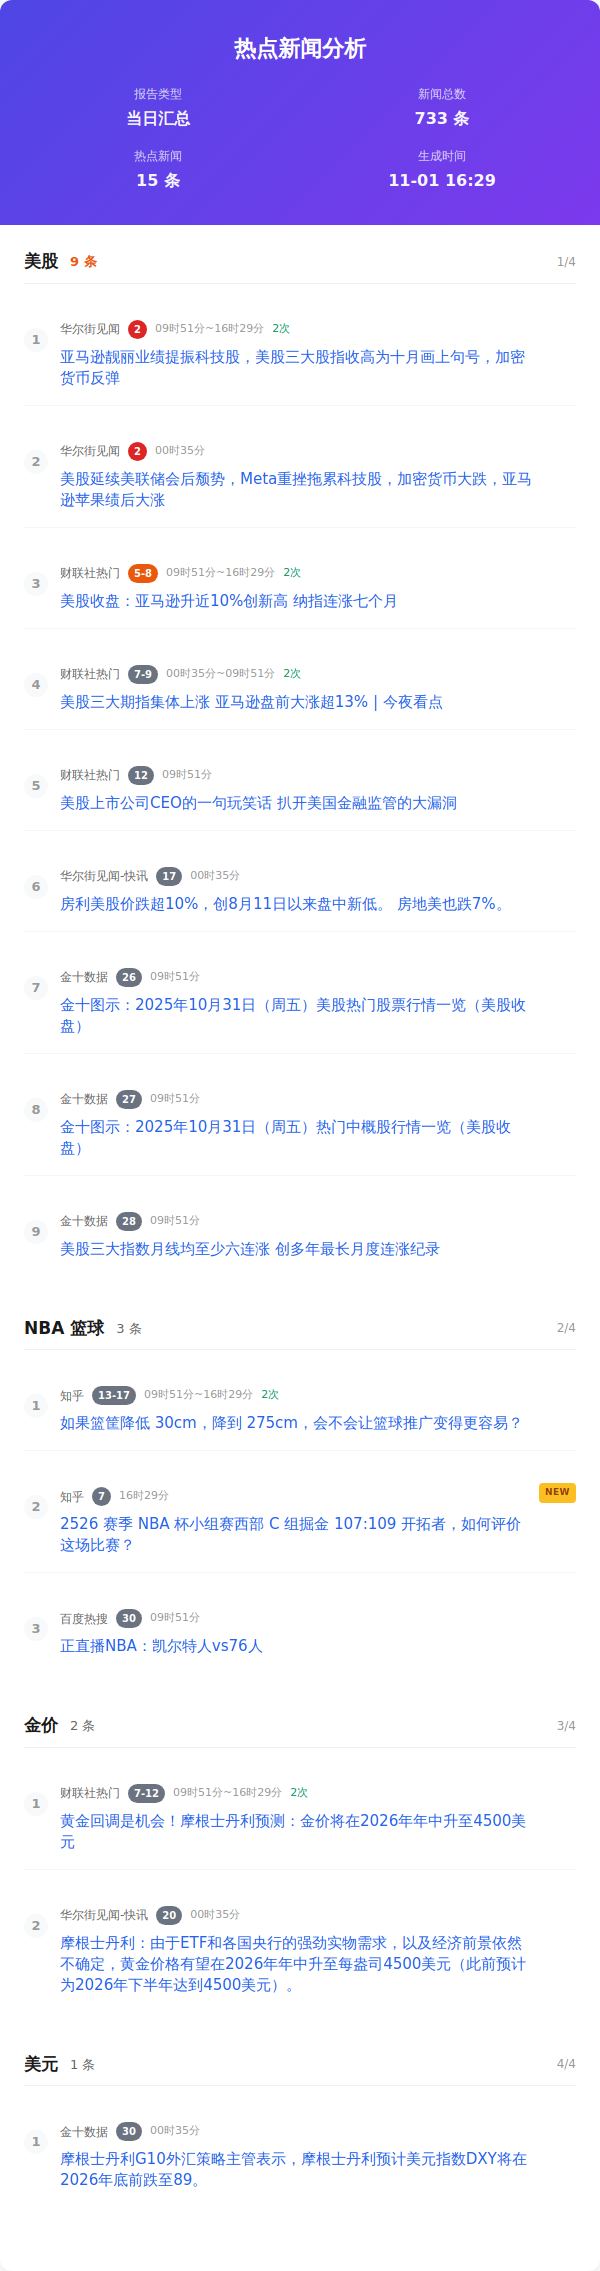 热点新闻分析
报告类型
新闻总数
当日汇总
733 条
热点新闻
生成时间
15 条
11-01 16:29
美股 9 条 1/4
1 华尔街见闻 2 09时51分~16时29分 2次
亚马逊靓丽业绩提振科技股，美股三大股指收高为十月画上句号，加密
货币反弹
2 华尔街见闻 2 00时35分
美股延续美联储会后颓势，Meta重挫拖累科技股，加密货币大跌，亚马
逊苹果绩后大涨
3 财联社热门 5-8 09时51分~16时29分 2次
美股收盘：亚马逊升近10%创新高 纳指连涨七个月
4 财联社热门 7-9 00时35分~09时51分 2次
美股三大期指集体上涨 亚马逊盘前大涨超13% | 今夜看点
5 财联社热门 12 09时51分
美股上市公司CEO的一句玩笑话 扒开美国金融监管的大漏洞
6 华尔街见闻-快讯 17 00时35分
房利美股价跌超10%，创8月11日以来盘中新低。 房地美也跌7%。
7 金十数据 26 09时51分
金十图示：2025年10月31日（周五）美股热门股票行情一览（美股收
盘）
8 金十数据 27 09时51分
金十图示：2025年10月31日（周五）热门中概股行情一览（美股收
盘）
9 金十数据 28 09时51分
美股三大指数月线均至少六连涨 创多年最长月度连涨纪录
NBA 篮球 3 条 2/4
1 知乎 13-17 09时51分~16时29分 2次
如果篮筐降低 30cm，降到 275cm，会不会让篮球推广变得更容易？
2 知乎 7 16时29分 NEW
2526 赛季 NBA 杯小组赛西部 C 组掘金 107:109 开拓者，如何评价
这场比赛？
3 百度热搜 30 09时51分
正直播NBA：凯尔特人vs76人
金价 2 条 3/4
1 财联社热门 7-12 09时51分~16时29分 2次
黄金回调是机会！摩根士丹利预测：金价将在2026年年中升至4500美
元
2 华尔街见闻-快讯 20 00时35分
摩根士丹利：由于ETF和各国央行的强劲实物需求，以及经济前景依然
不确定，黄金价格有望在2026年年中升至每盎司4500美元（此前预计
为2026年下半年达到4500美元）。
美元 1 条 4/4
1 金十数据 30 00时35分
摩根士丹利G10外汇策略主管表示，摩根士丹利预计美元指数DXY将在
2026年底前跌至89。